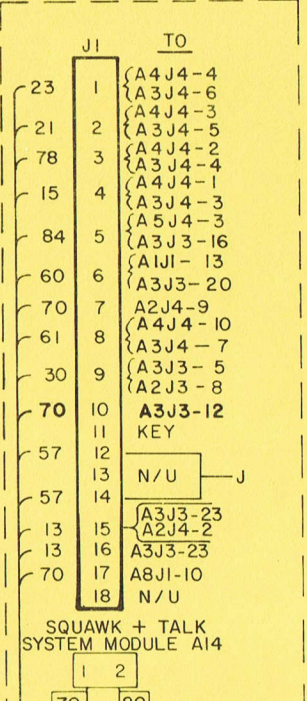 J1 TO
A4J4-4
23 1
A3J4-6
A4J4-3
21 2
A3J4-5
A4J4-2
78 3
A3J4-4
A4J4-1
15 4
A3J4-3
A5J4-3
84 5
A3J3-16
A1J1-13
60 6
A3J3-20
70 7 A2J4-9
A4J4-10
61 8
A3J4-7
A3J3-5
30 9
A2J3-8
70 10 A3J3-12
11 KEY
57 12
13 N/U J
57 14
A3J3-23
13 15
A2J4-2
13 16 A3J3-23
70 17 A8J1-10
18 N/U
SQUAWK + TALK
SYSTEM MODULE A14
1 2